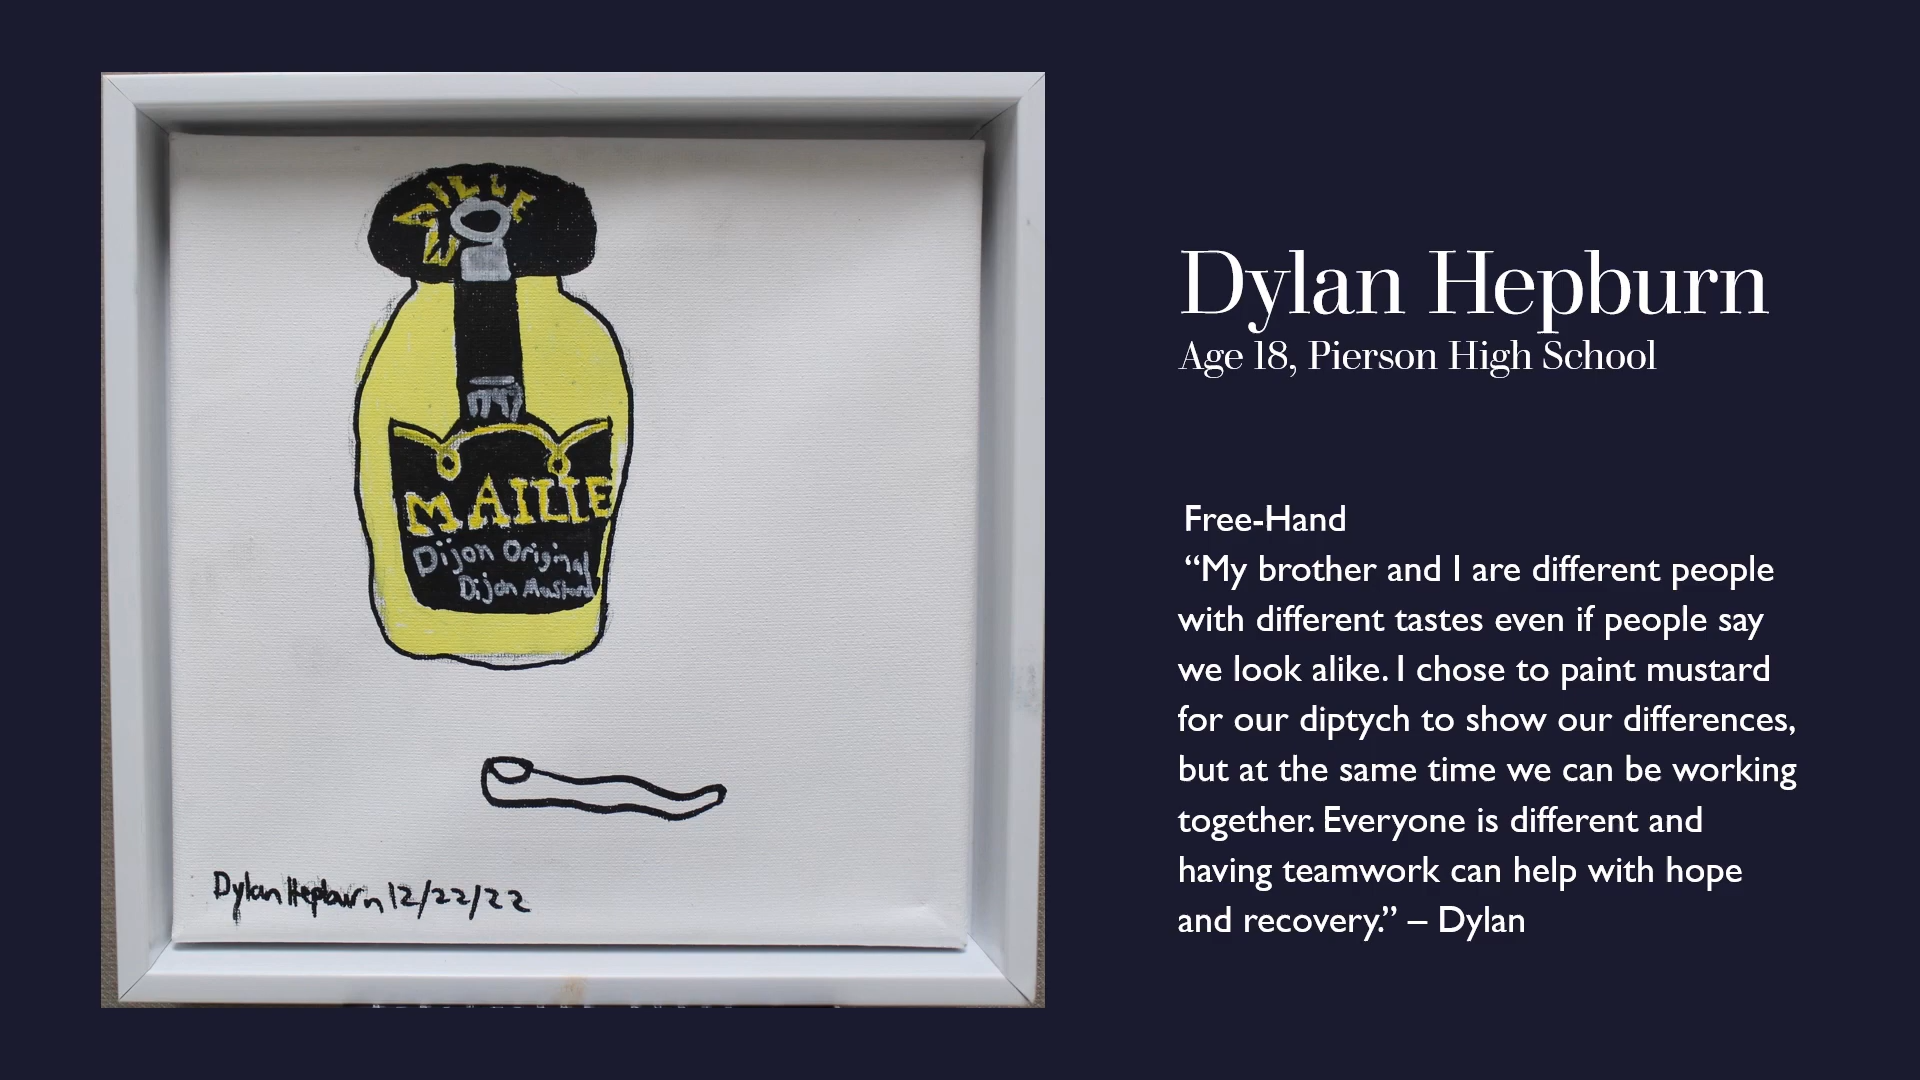 MAILLE
MAILLE
Dijon Original
Dijon Mustard
Dylan Hepburn 12/22/22
Dylan Hepburn
Age 18, Pierson High School
Free-Hand
“My brother and I are different people
with different tastes even if people say
we look alike. I chose to paint mustard
for our diptych to show our differences,
but at the same time we can be working
together. Everyone is different and
having teamwork can help with hope
and recovery.” – Dylan